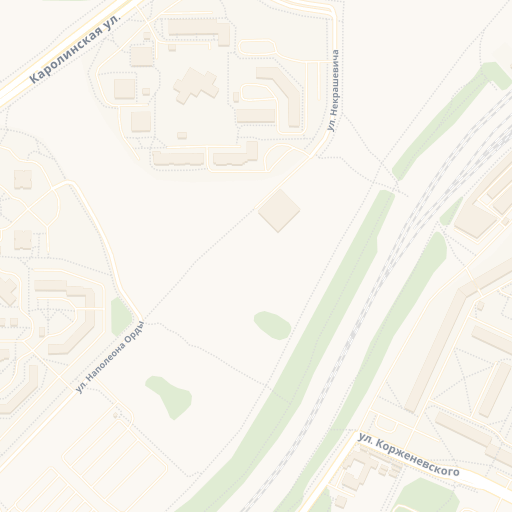 Каролинская ул.
ул. Некрашевича
ул. Наполеона Орды
ул. Корженевского